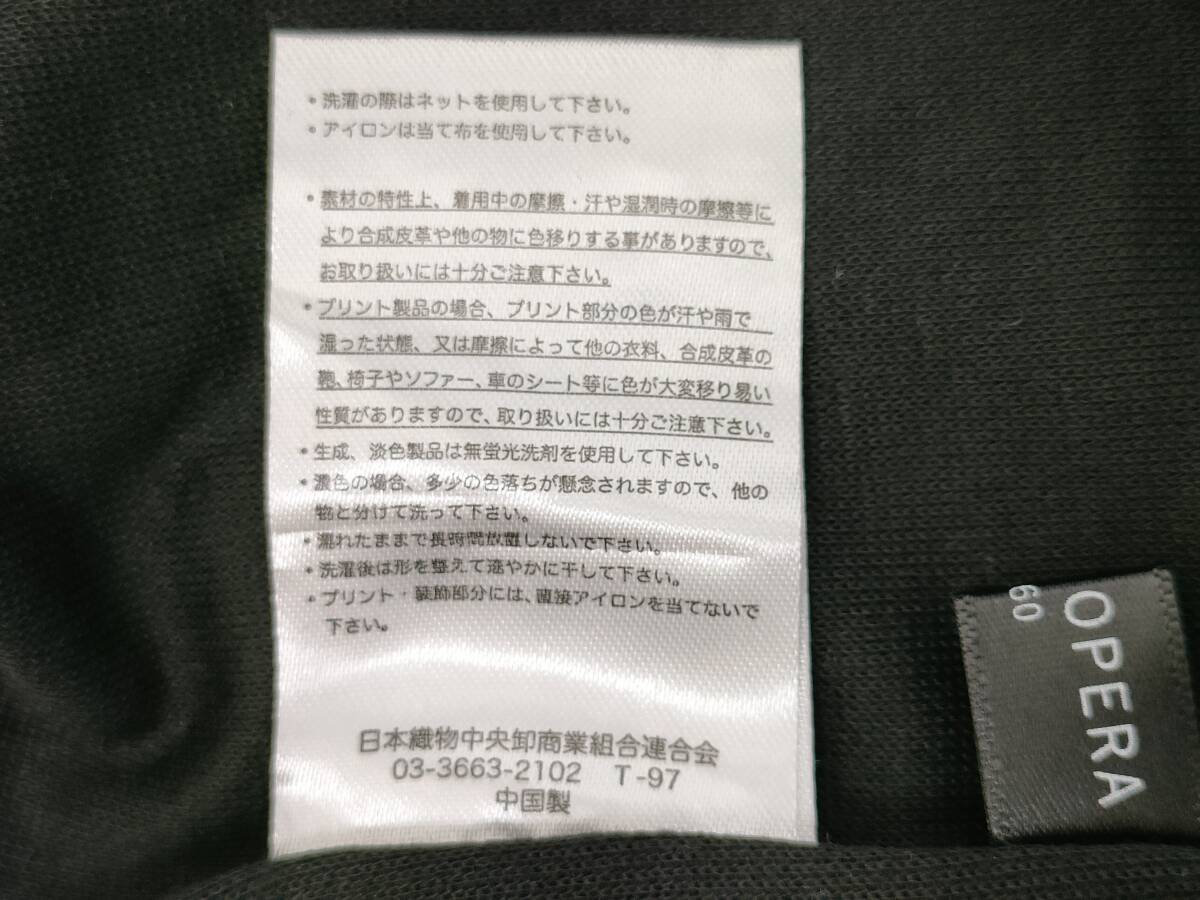 ・洗濯の際はネットを使用して下さい。
・アイロンは当て布を使用して下さい。
・素材の特性上、着用中の摩擦・汗や湿潤時の摩擦等に
より合成皮革や他の物に色移りする事がありますので、
お取り扱いには十分ご注意下さい。
・プリント製品の場合、プリント部分の色が汗や雨で
湿った状態、又は摩擦によって他の衣料、合成皮革の
鞄、椅子やソファー、車のシート等に色が大変移り易い
性質がありますので、取り扱いには十分ご注意下さい。
・生成、淡色製品は無蛍光洗剤を使用して下さい。
・濃色の場合、多少の色落ちが懸念されますので、他の
物と分けて洗って下さい。
・濡れたままで長時間放置しないで下さい。
・洗濯後は形を整えて速やかに干して下さい。
・プリント・装飾部分には、直接アイロンを当てないで
下さい。
日本織物中央卸商業組合連合会
03-3663-2102 T-97
中国製
OPERA
60